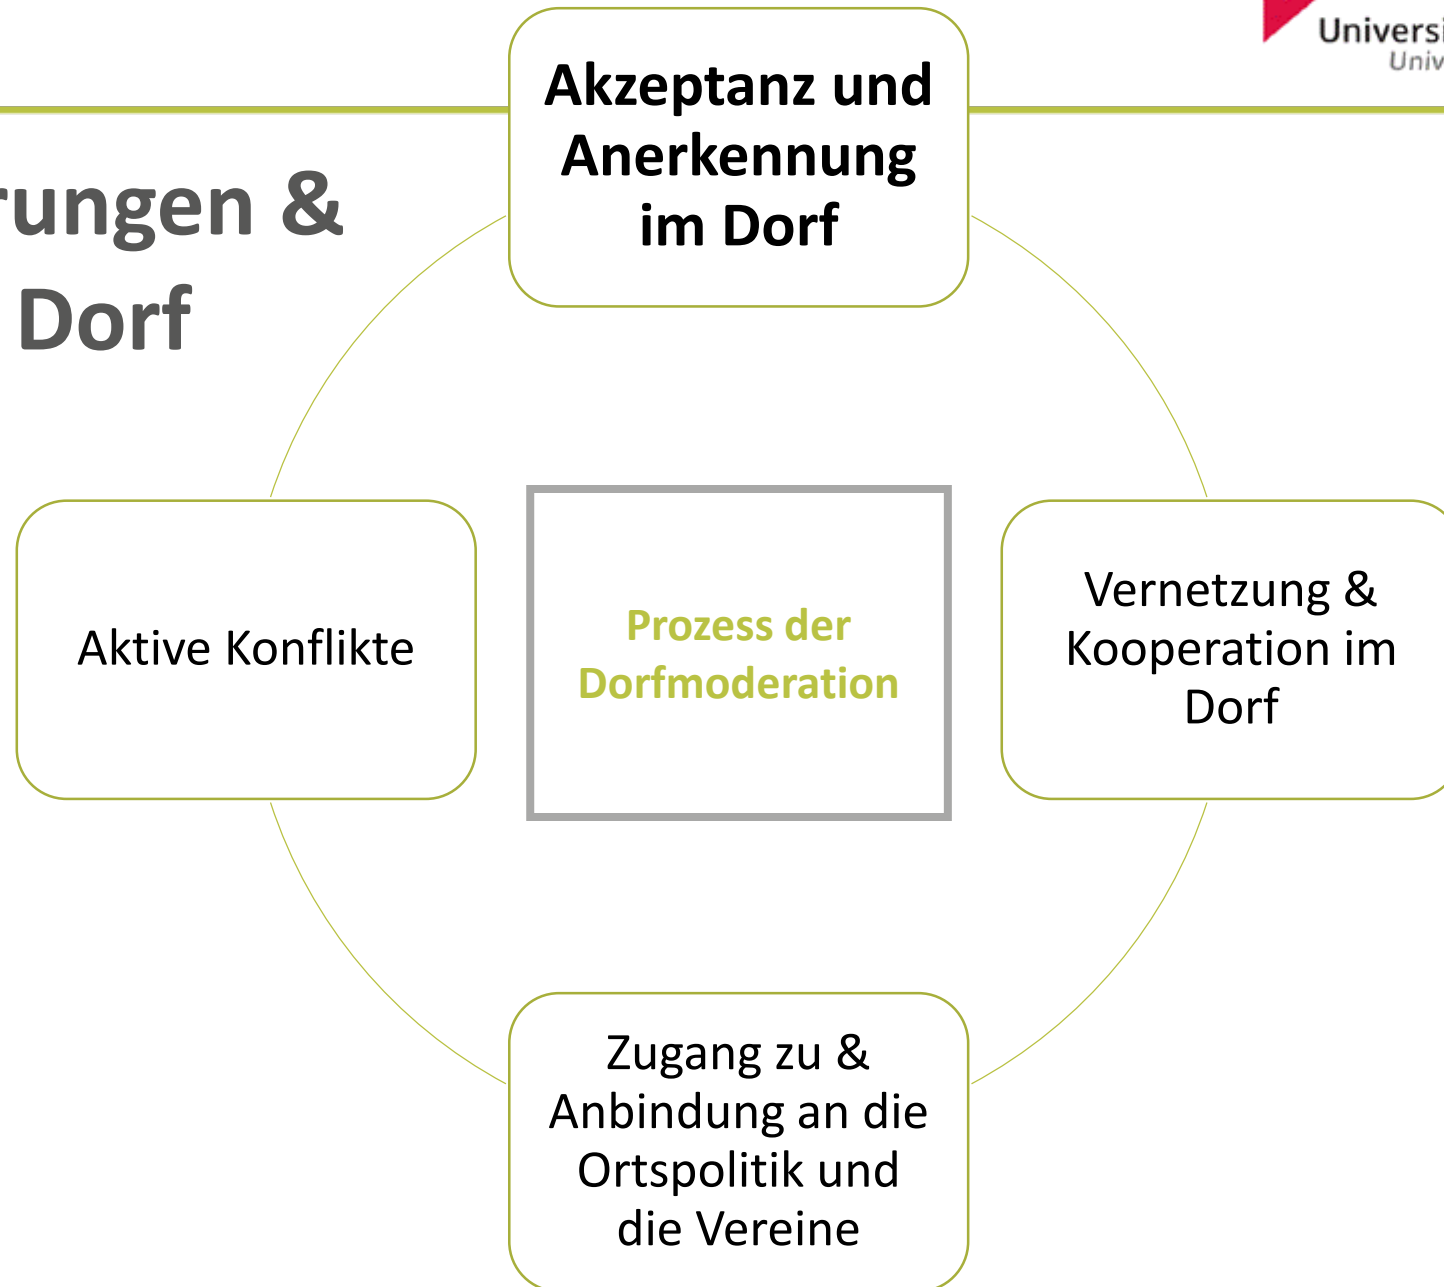 Universi
Univ
Akzeptanz und
Anerkennung
im Dorf
rungen &
Dorf
Aktive Konflikte
Prozess der
Dorfmoderation
Vernetzung &
Kooperation im
Dorf
Zugang zu &
Anbindung an die
Ortspolitik und
die Vereine